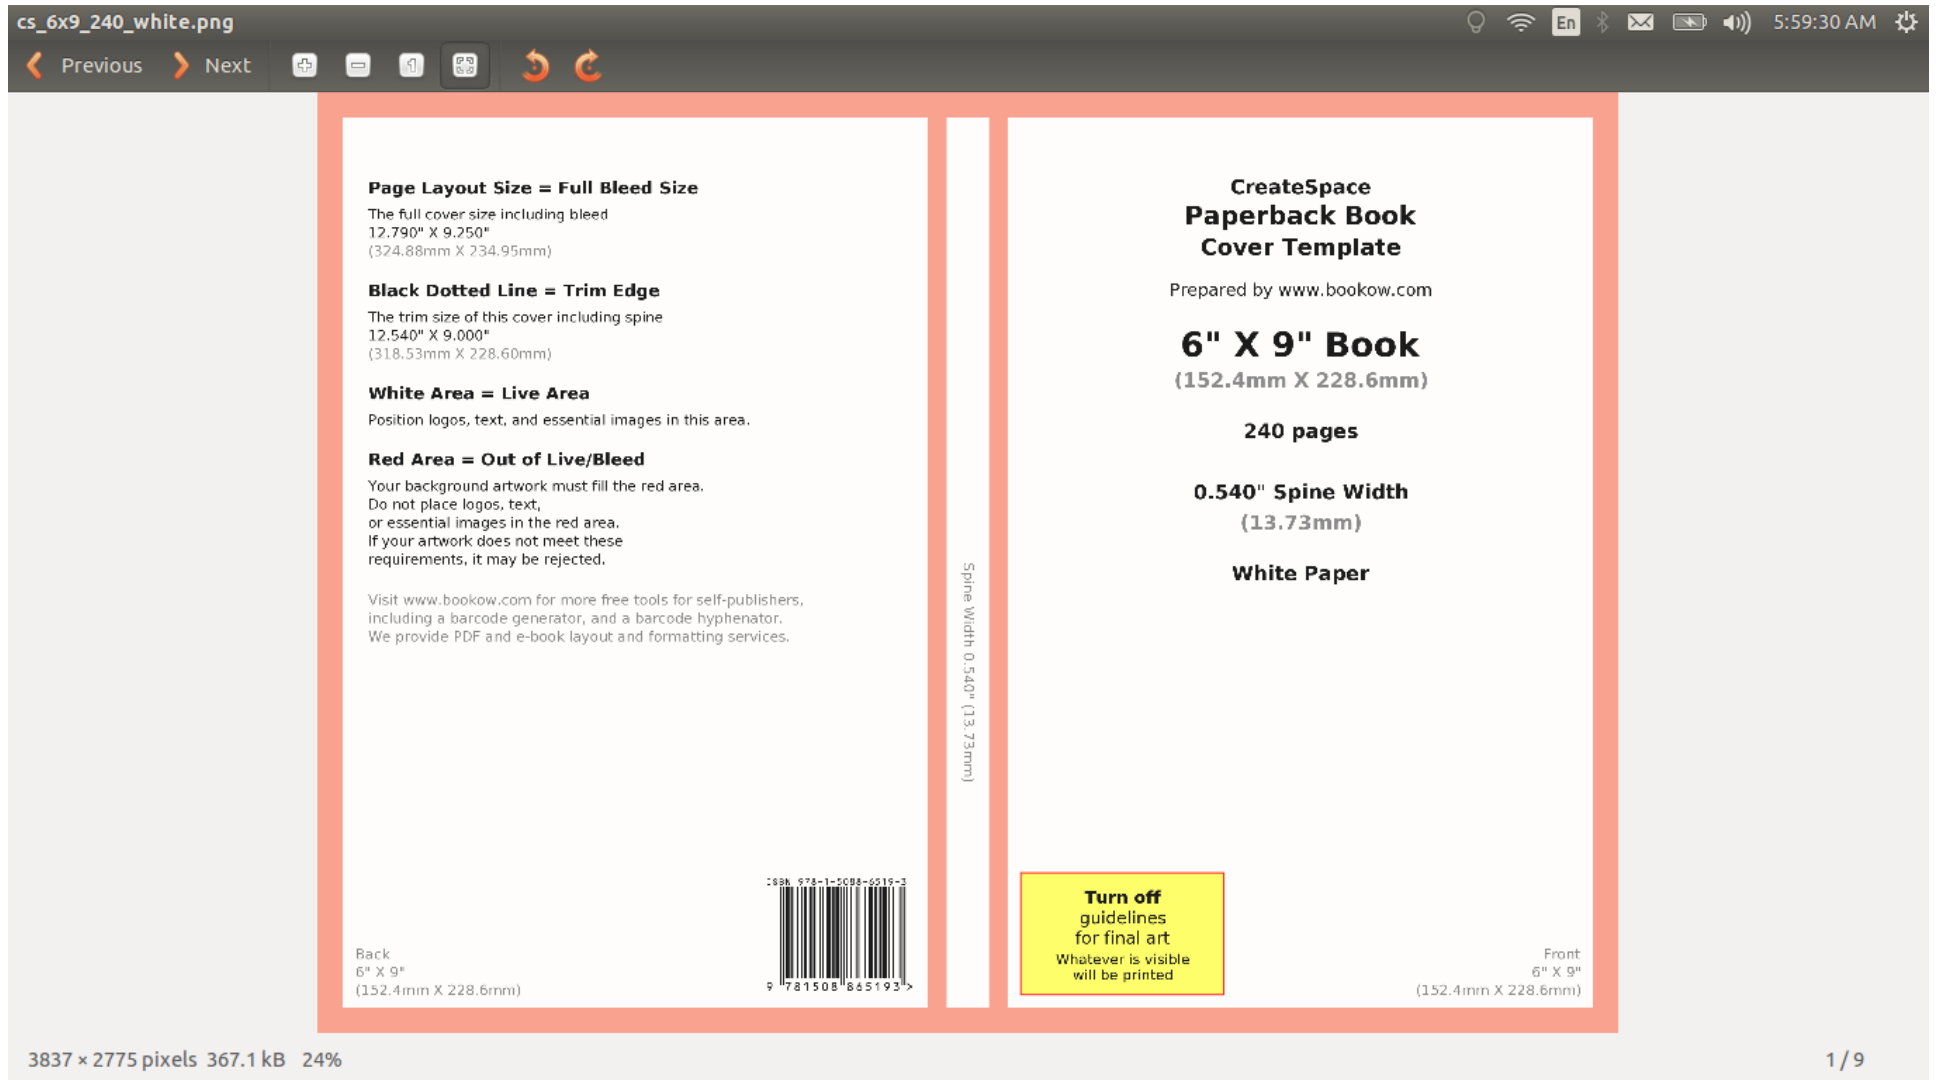 cs_6x9_240_white.png
En
5:59:30 AM
Previous
Next
Page Layout Size = Full Bleed Size
The full cover size including bleed
12.790" X 9.250"
(324.88mm X 234.95mm)
Black Dotted Line = Trim Edge
The trim size of this cover including spine
12.540" X 9.000"
(318.53mm X 228.60mm)
White Area = Live Area
Position logos, text, and essential images in this area.
Red Area = Out of Live/Bleed
Your background artwork must fill the red area.
Do not place logos, text,
or essential images in the red area.
If your artwork does not meet these
requirements, it may be rejected.
Visit www.bookow.com for more free tools for self-publishers,
including a barcode generator, and a barcode hyphenator.
We provide PDF and e-book layout and formatting services.
Back
6" X 9"
(152.4mm X 228.6mm)
ISBN 978-1-5088-6519-3
9 781508 865193 >
Spine Width 0.540" (13.73mm)
CreateSpace
Paperback Book
Cover Template
Prepared by www.bookow.com
6" X 9" Book
(152.4mm X 228.6mm)
240 pages
0.540" Spine Width
(13.73mm)
White Paper
Turn off
guidelines
for final art
Whatever is visible
will be printed
Front
6" X 9"
(152.4mm X 228.6mm)
3837 × 2775 pixels 367.1 kB 24%
1 / 9